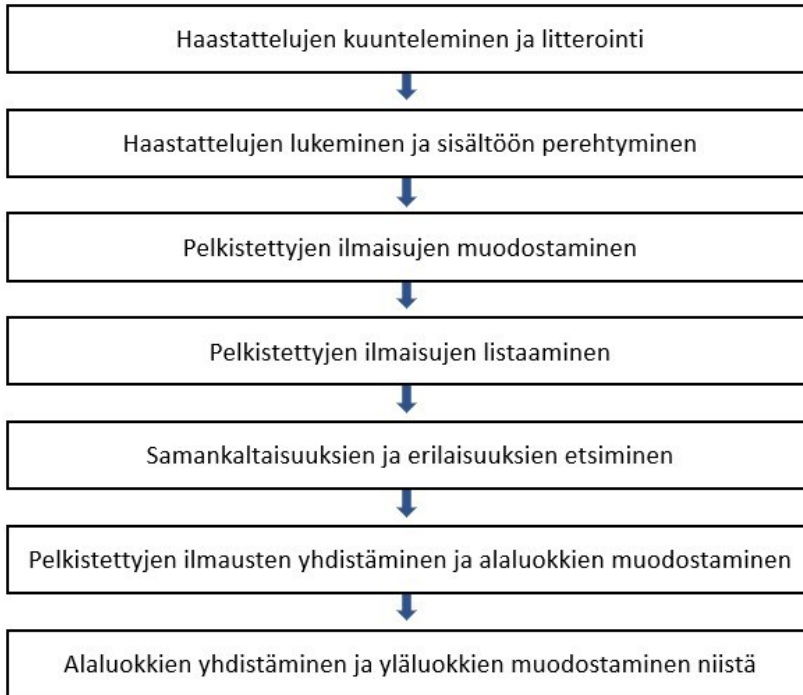 Haastattelujen kuunteleminen ja litterointi
Haastattelujen lukeminen ja sisältöön perehtyminen
Pelkistettyjen ilmaisujen muodostaminen
Pelkistettyjen ilmaisujen listaaminen
Samankaltaisuuksien ja erilaisuuksien etsiminen
Pelkistettyjen ilmausten yhdistäminen ja alaluokkien muodostaminen
Alaluokkien yhdistäminen ja yläluokkien muodostaminen niistä